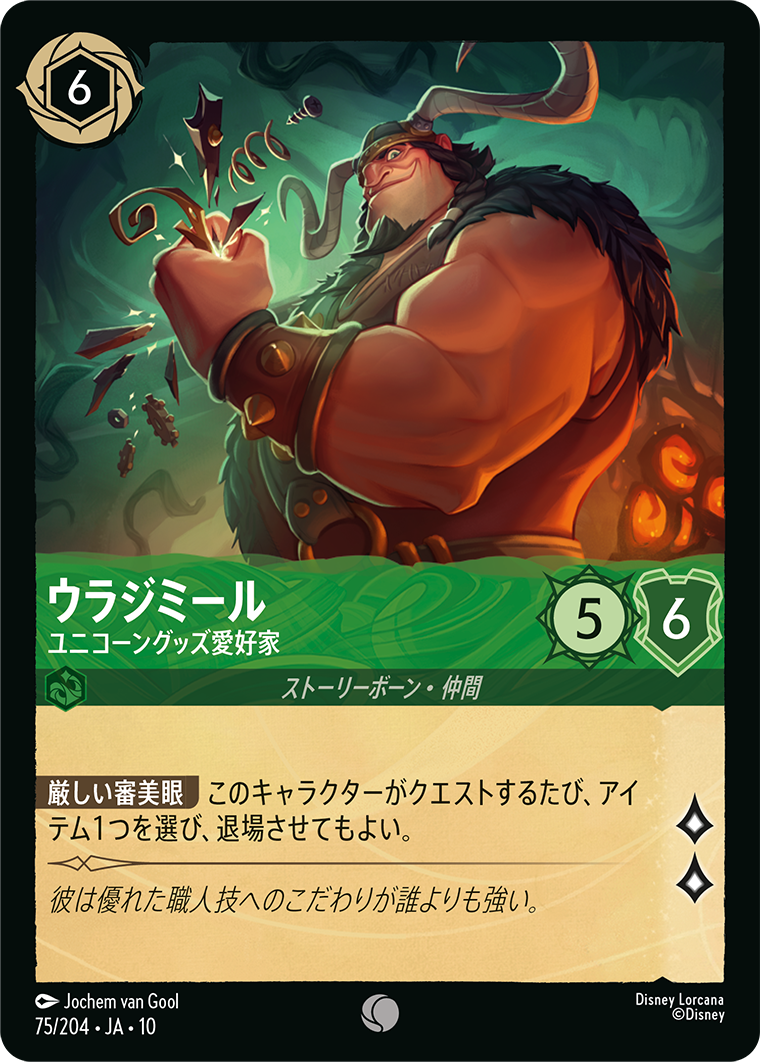 6
ウラジミール
ユニコーングッズ愛好家
5
6
ストーリーボーン・仲間
厳しい審美眼 このキャラクターがクエストするたび、アイ
テム1つを選び、退場させてもよい。
彼は優れた職人技へのこだわりが誰よりも強い。
Jochem van Gool
75/204・JA・10
Disney Lorcana
©Disney